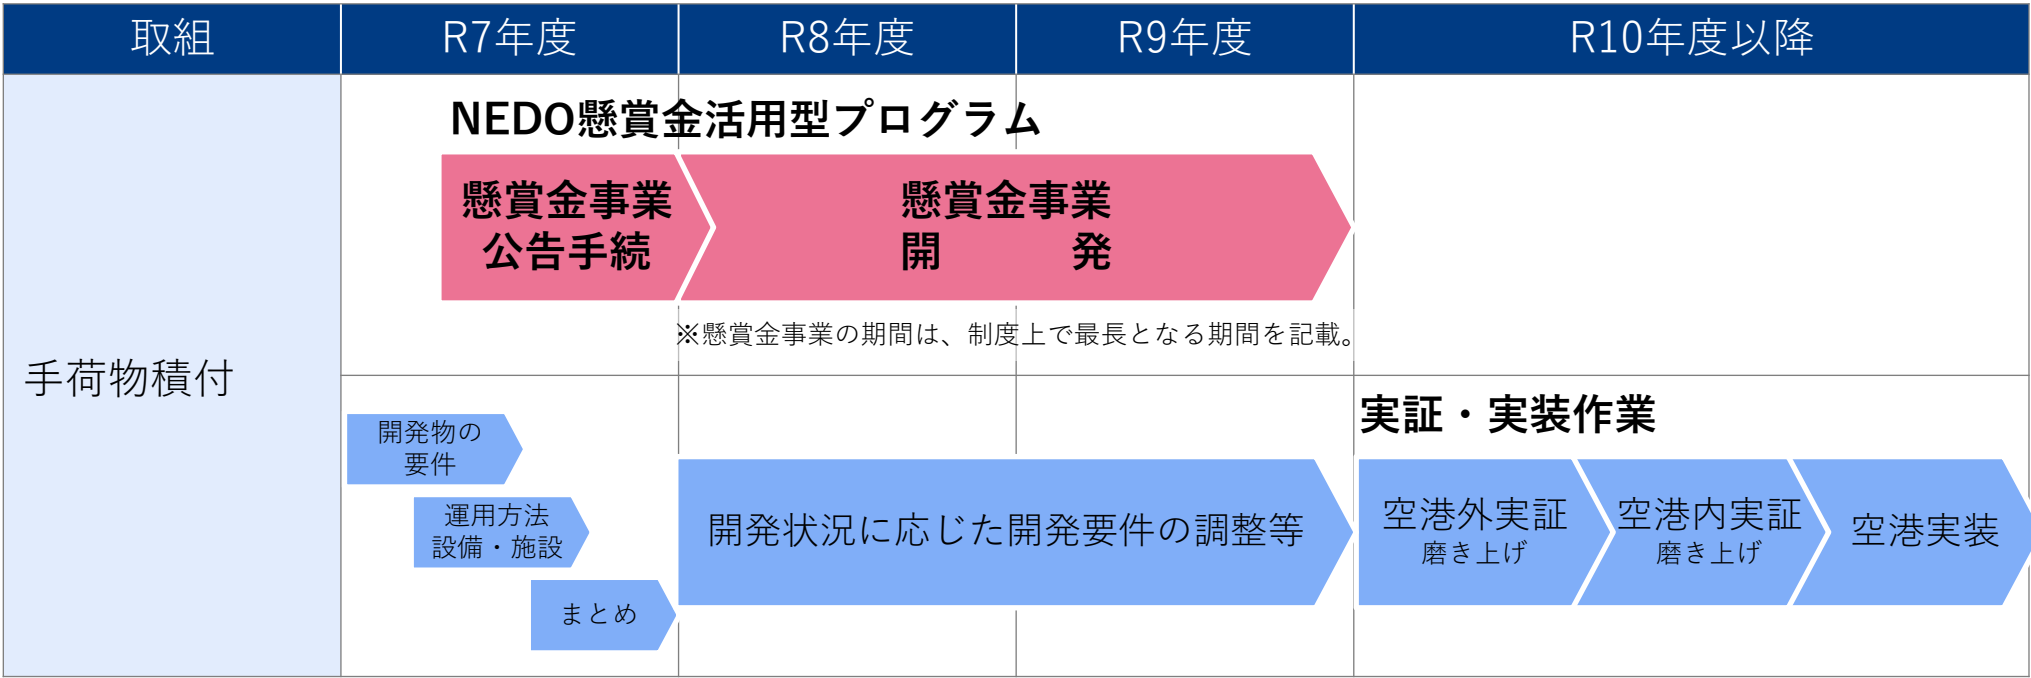 取組
R7年度
R8年度
R9年度
R10年度以降
手荷物積付
NEDO懸賞金活用型プログラム
懸賞金事業
公告手続
懸賞金事業
開　　　発
※懸賞金事業の期間は、制度上で最長となる期間を記載。
開発物の
要件
運用方法
設備・施設
まとめ
開発状況に応じた開発要件の調整等
実証・実装作業
空港外実証
磨き上げ
空港内実証
磨き上げ
空港実装